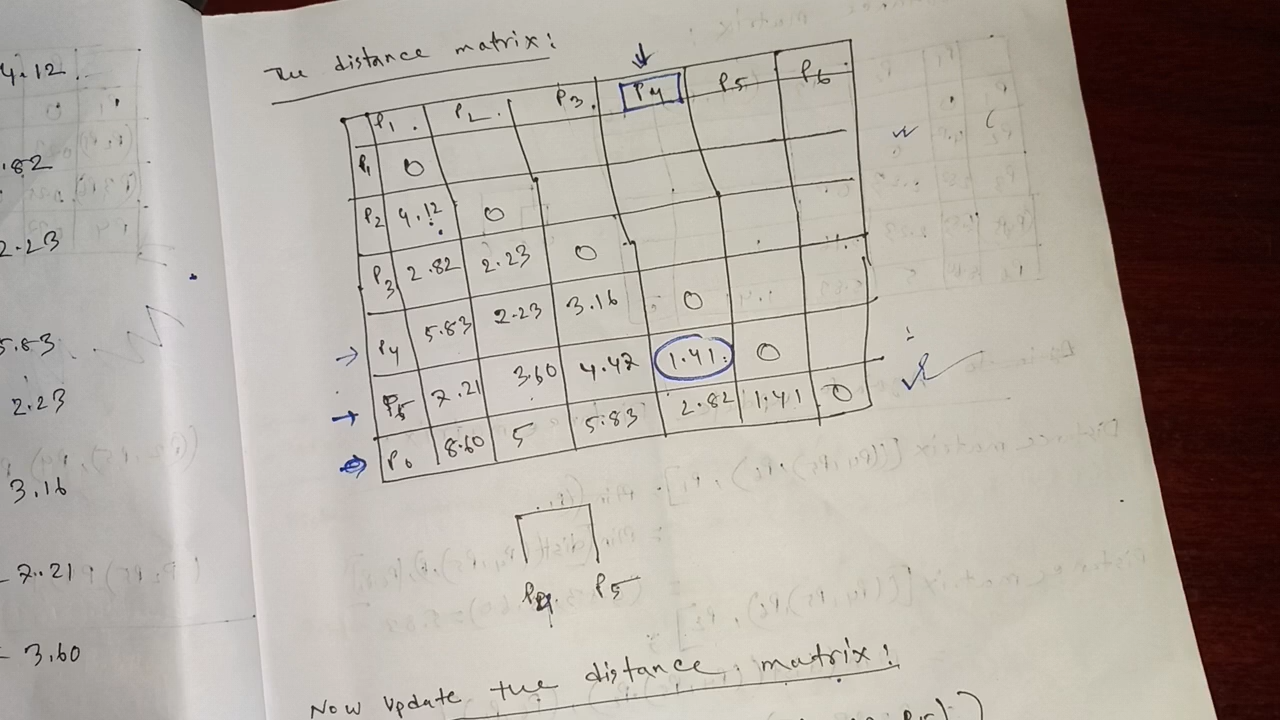 4.12
.82
2.23
5.83
2.23
3.16
- 7.21
- 3.60
The distance matrix:
P1 P2 P3 P4 P5 P6
P1 0
P2 4.12 0
P3 2.82 2.23 0
P4 5.83 2.23 3.16 0
P5 7.21 3.60 4.42 1.41 0
P6 8.60 5 5.83 2.82 1.41 0
P4 P5
Now update the distance matrix: